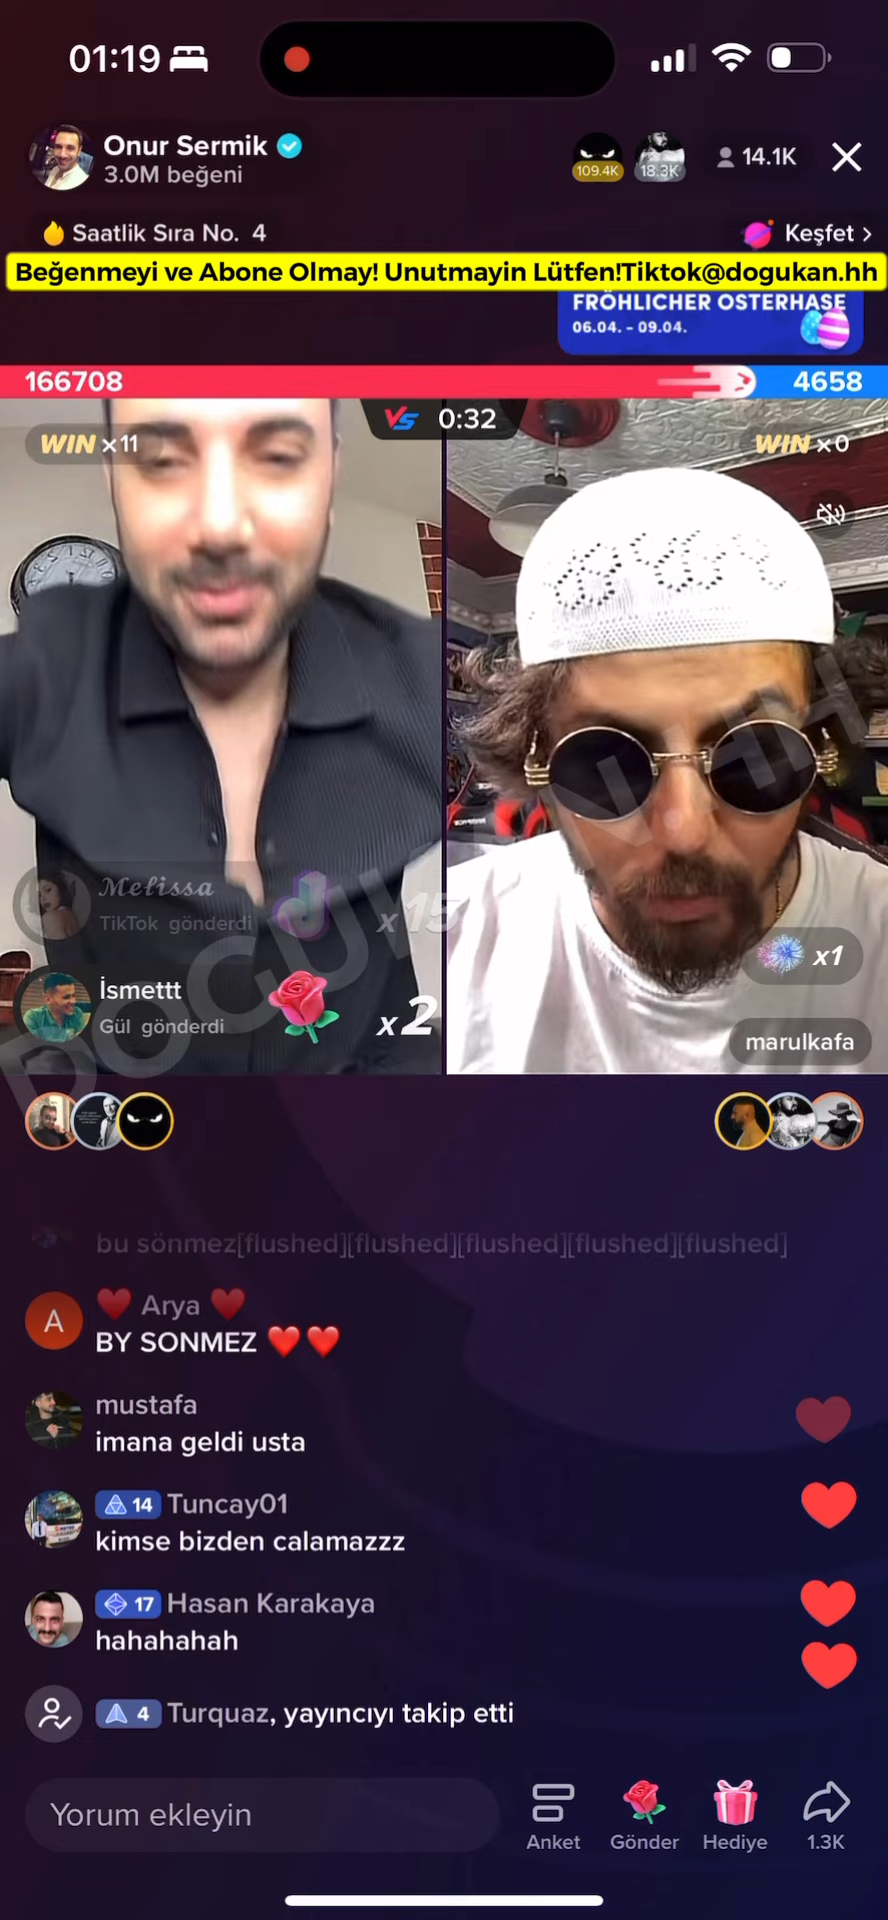 01:19
Onur Sermik
3.0M beğeni
109.4K
18.3K
14.1K
Saatlik Sıra No. 4
Keşfet >
Beğenmeyi ve Abone Olmay! Unutmayin Lütfen!Tiktok@dogukan.hh
FRÖHLICHER OSTERHASE
06.04. - 09.04.
166708
4658
WIN x11
VS 0:32
WIN x0
Melissa
TikTok gönderdi
x15
İsmettt
Gül gönderdi
x2
x1
marulkafa
DOGUKAN.HH
bu sönmez[flushed][flushed][flushed][flushed][flushed]
A
❤️ Arya ❤️
BY SONMEZ ❤️❤️
mustafa
imana geldi usta
14 Tuncay01
kimse bizden calamazzz
17 Hasan Karakaya
hahahahah
4 Turquaz, yayıncıyı takip etti
Yorum ekleyin
Anket
Gönder
Hediye
1.3K